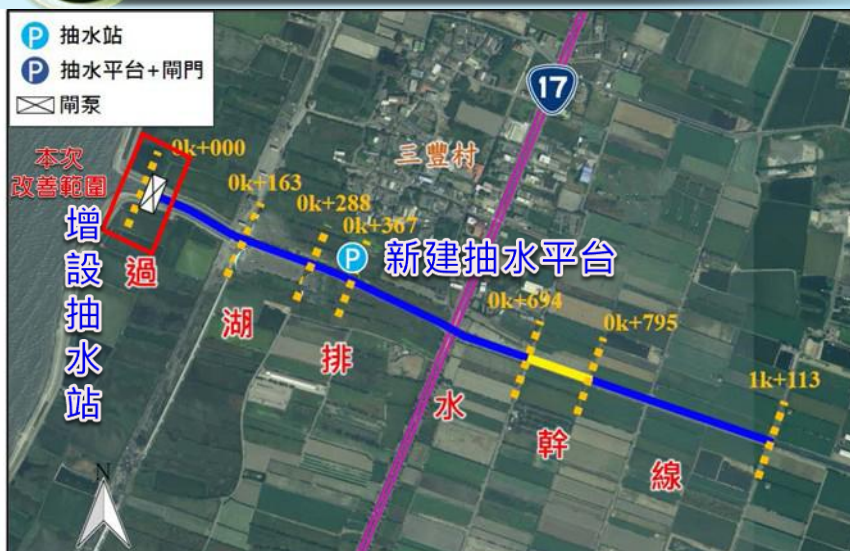 抽水站
抽水平台+閘門
閘泵
17
本次
改善範圍
0k+000
三豐村
0k+163
0k+288
0k+367
增設抽水站
新建抽水平台
0k+694
0k+795
1k+113
過湖排水幹線
P
P
P
N